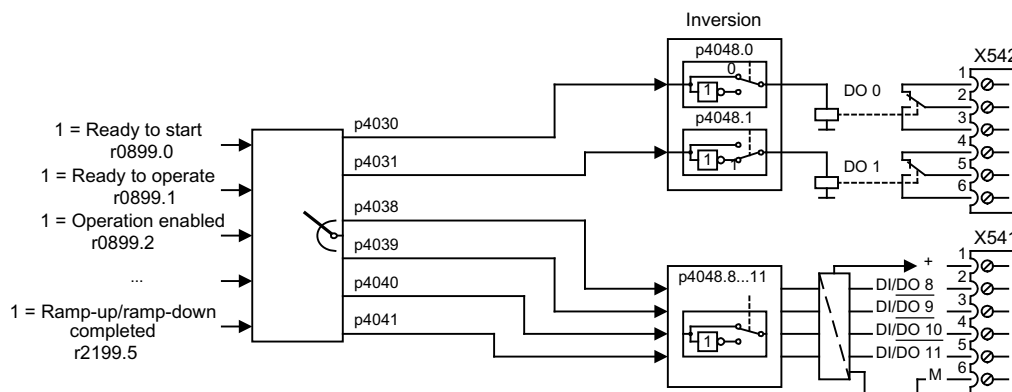 Inversion
p4048.0
0
1
p4048.1
1
1
DO 0
DO 1
X542
1
2
3
4
5
6
1 = Ready to start
r0899.0
1 = Ready to operate
r0899.1
1 = Operation enabled
r0899.2
...
1 = Ramp-up/ramp-down
completed
r2199.5
p4030
p4031
p4038
p4039
p4040
p4041
p4048.8...11
1
X541
+
1
DI/DO 8
2
DI/DO 9
3
DI/DO 10
4
DI/DO 11
5
M
6